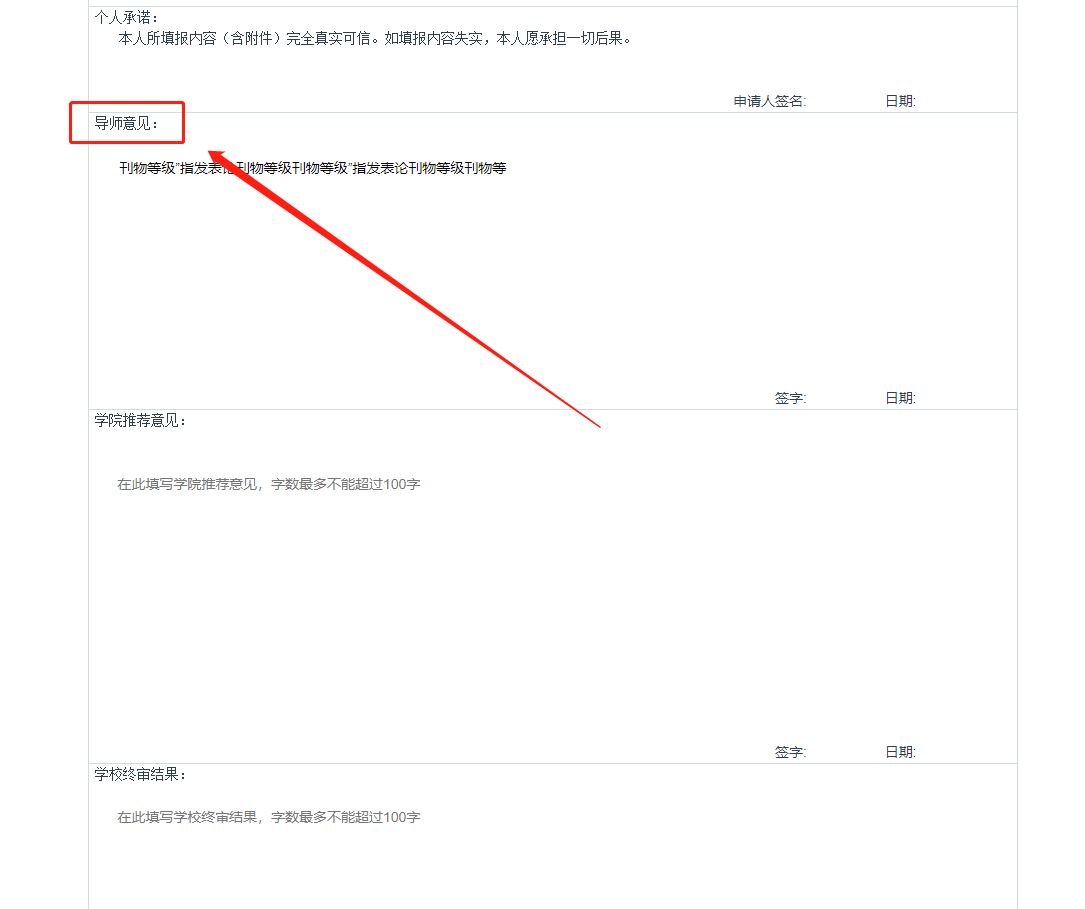 个人承诺：
本人所填报内容（含附件）完全真实可信。如填报内容失实，本人愿承担一切后果。
申请人签名: 日期:
导师意见：
刊物等级”指发表论刊物等级刊物等级”指发表论刊物等级刊物等
签字: 日期:
学院推荐意见：
在此填写学院推荐意见，字数最多不能超过100字
签字: 日期:
学校终审结果：
在此填写学校终审结果，字数最多不能超过100字